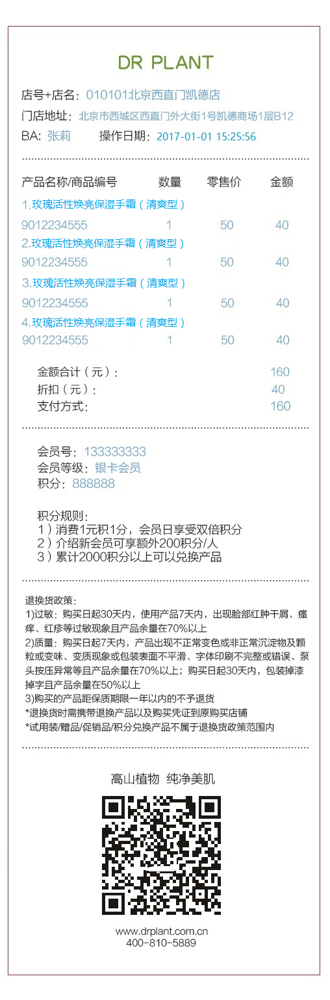 DR PLANT
店号+店名：010101北京西直门凯德店
门店地址：北京市西城区西直门外大街1号凯德商场1层B12
BA: 张莉 操作日期：2017-01-01 15:25:56
产品名称/商品编号 数量 零售价 金额
1.玫瑰活性焕亮保湿手霜（清爽型）
9012234555 1 50 40
2.玫瑰活性焕亮保湿手霜（清爽型）
9012234555 1 50 40
3.玫瑰活性焕亮保湿手霜（清爽型）
9012234555 1 50 40
4.玫瑰活性焕亮保湿手霜（清爽型）
9012234555 1 50 40
金额合计（元）： 160
折扣（元）： 40
支付方式： 160
会员号：133333333
会员等级：银卡会员
积分：888888
积分规则：
1）消费1元积1分，会员日享受双倍积分
2）介绍新会员可享额外200积分/人
3）累计2000积分以上可以兑换产品
退换货政策：
1)过敏：购买日起30天内，使用产品7天内，出现脸部红肿干屑、瘙
痒、红疹等过敏现象且产品余量在70%以上
2)质量：购买日起7天内，产品出现不正常变色或非正常沉淀物及颗
粒或变味、变质现象或包装表面不平滑、字体印刷不完整或错误、泵
头按压异常等且产品余量在70%以上；购买日起30天内，包装掉漆
掉字且产品余量在50%以上
3)购买的产品距保质期限一年以内的不予退货
*退换货时需携带退换产品以及购买凭证到原购买店铺
*试用装/赠品/促销品/积分兑换产品不属于退换货政策范围内
高山植物 纯净美肌
www.drplant.com.cn
400-810-5889